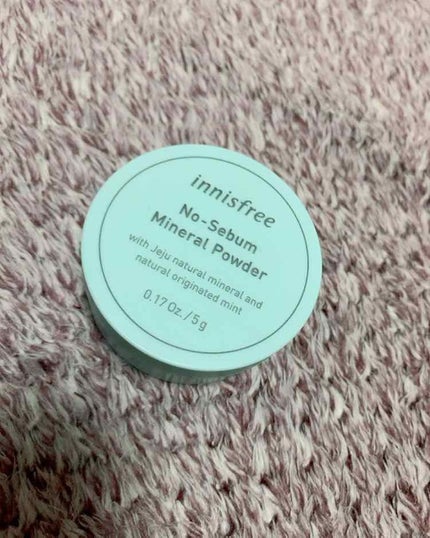 innisfree
No-Sebum
Mineral Powder
with Jeju natural mineral and
natural originated mint
0.17 Oz. / 5 g